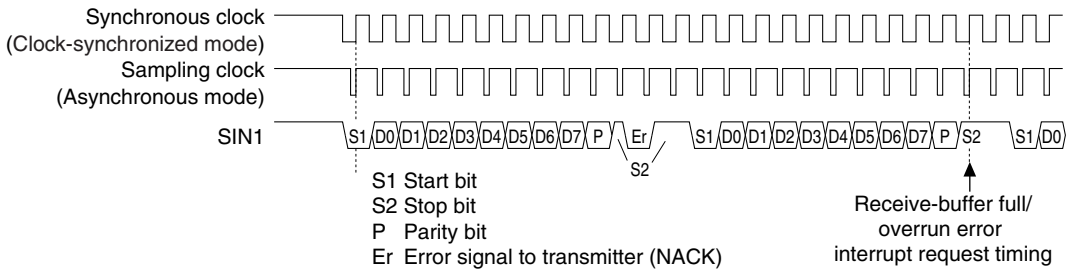 Synchronous clock
(Clock-synchronized mode)
Sampling clock
(Asynchronous mode)
SIN1 S1 D0 D1 D2 D3 D4 D5 D6 D7 P Er S1 D0 D1 D2 D3 D4 D5 D6 D7 P S2 S1 D0
S2
S1 Start bit
S2 Stop bit
P Parity bit
Er Error signal to transmitter (NACK)
Receive-buffer full/
overrun error
interrupt request timing